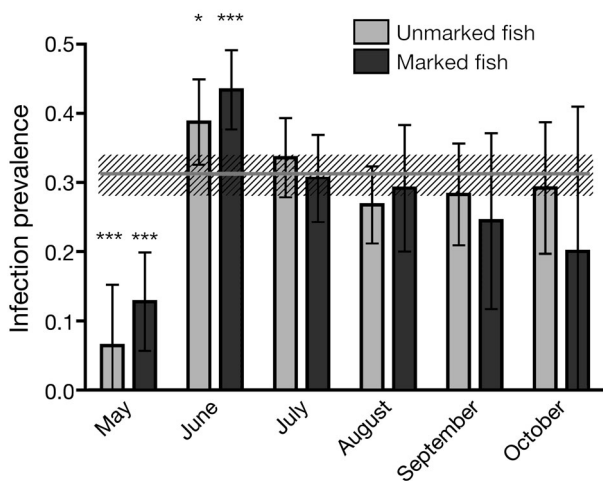 * ***
0.5
Unmarked fish
Marked fish
0.4
0.3
0.2
*** ***
0.1
0.0
Infection prevalence
May
June
July
August
September
October